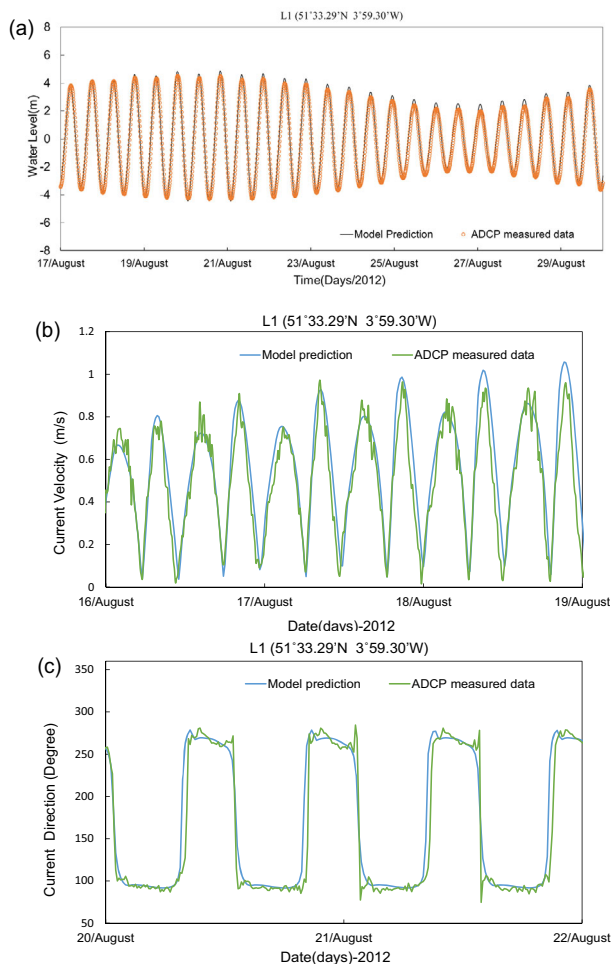 (a)
L1 (51°33.29'N 3°59.30'W)
8
6
4
2
0
-2
-4
-6
-8
Water Level(m)
Model Prediction
ADCP measured data
17/August 19/August 21/August 23/August 25/August 27/August 29/August
Time(Days/2012)
(b)
L1 (51°33.29'N 3°59.30'W)
1.2
1
0.8
0.6
0.4
0.2
0
Current Velocity (m/s)
Model prediction
ADCP measured data
16/August 17/August 18/August 19/August
Date(days)-2012
(c)
L1 (51°33.29'N 3°59.30'W)
350
300
250
200
150
100
50
Current Direction (Degree)
Model prediction
ADCP measured data
20/August 21/August 22/August
Date(days)-2012